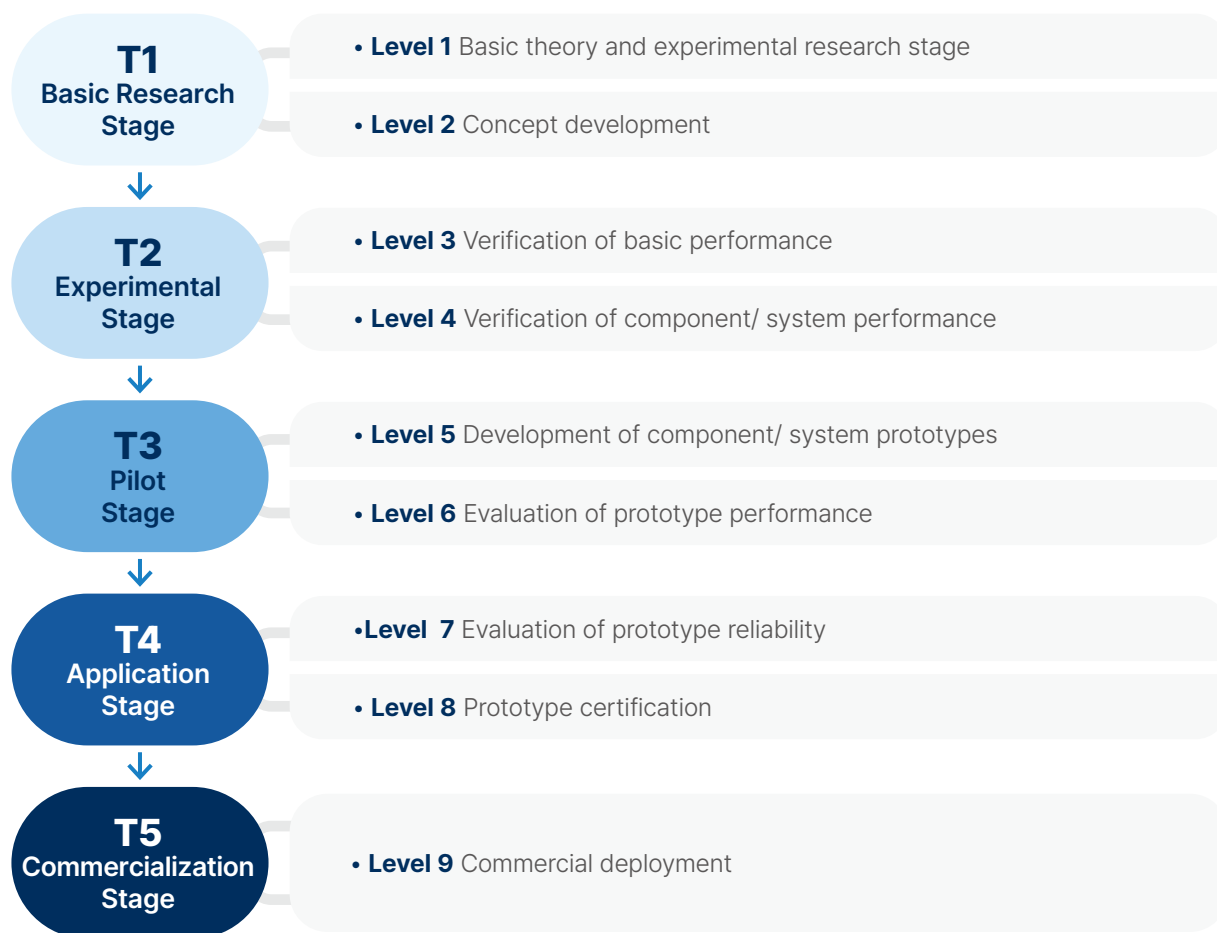 T1
Basic Research
Stage
• Level 1 Basic theory and experimental research stage
• Level 2 Concept development
T2
Experimental
Stage
• Level 3 Verification of basic performance
• Level 4 Verification of component/ system performance
T3
Pilot
Stage
• Level 5 Development of component/ system prototypes
• Level 6 Evaluation of prototype performance
T4
Application
Stage
•Level  7 Evaluation of prototype reliability
• Level 8 Prototype certification
T5
Commercialization
Stage
• Level 9 Commercial deployment